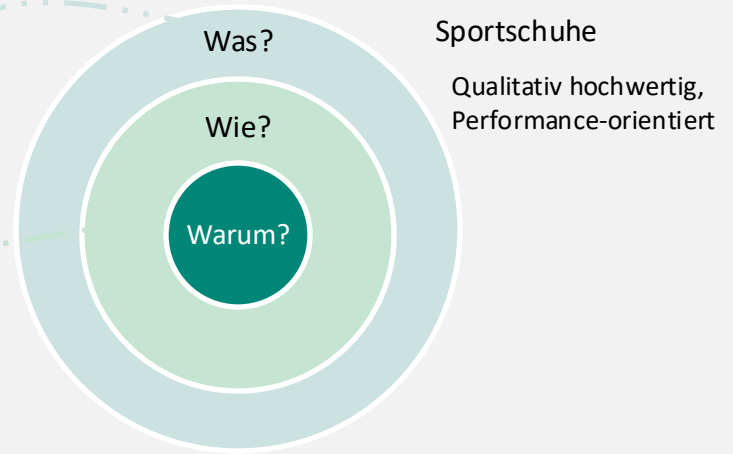 Was?
Sportschuhe
Qualitativ hochwertig,
Performance-orientiert
Wie?
Warum?